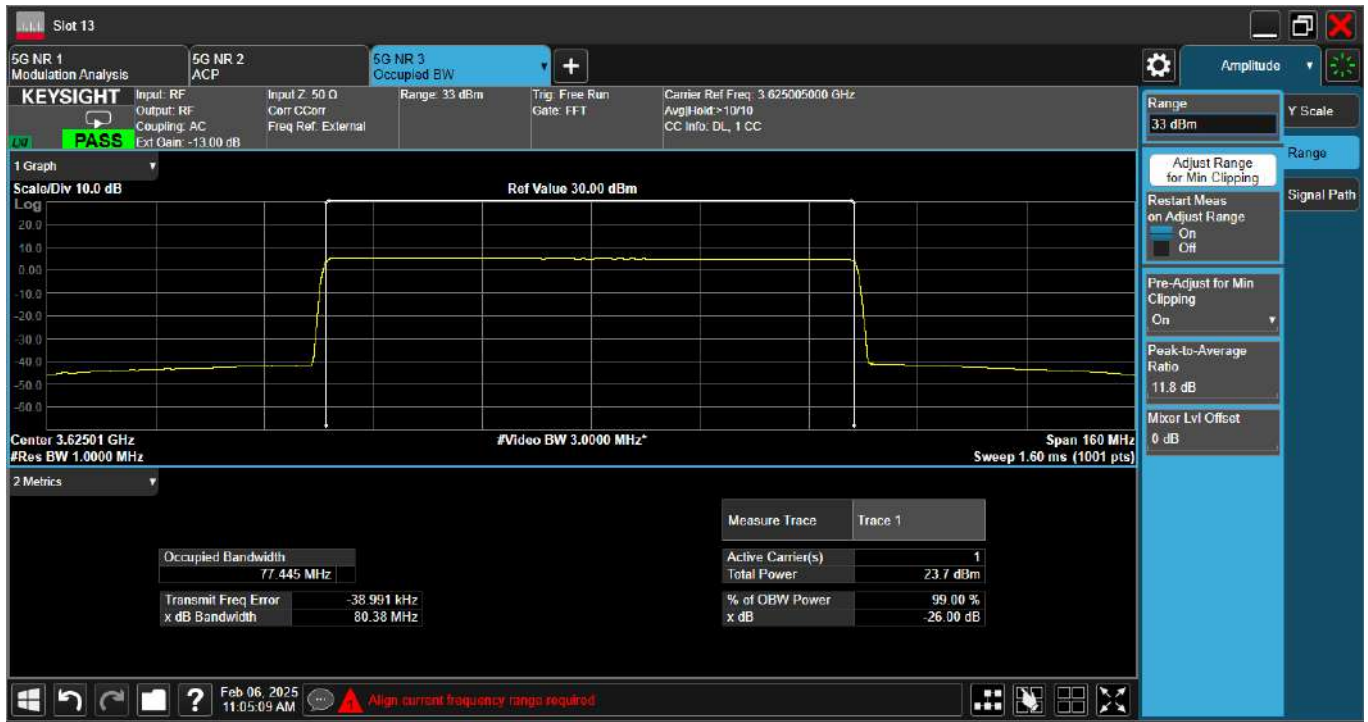 Slot 13
5G NR 1
Modulation Analysis
5G NR 2
ACP
5G NR 3
Occupied BW
+
Amplitude
KEYSIGHT
PASS
Input: RF
Output: RF
Coupling: AC
Ext Gain: -13.00 dB
Input Z: 50 Ω
Corr CCorr
Freq Ref: External
Range: 33 dBm
Trig: Free Run
Gate: FFT
Carrier Ref Freq: 3.625005000 GHz
Avg|Hold:>10/10
CC Info: DL, 1 CC
1 Graph
Scale/Div 10.0 dB
Ref Value 30.00 dBm
Log
20.0
10.0
0.00
-10.0
-20.0
-30.0
-40.0
-50.0
-60.0
Center 3.62501 GHz
#Video BW 3.0000 MHz*
Span 160 MHz
#Res BW 1.0000 MHz
Sweep 1.60 ms (1001 pts)
2 Metrics
Measure Trace Trace 1
Occupied Bandwidth
77.445 MHz
Active Carrier(s) 1
Total Power 23.7 dBm
Transmit Freq Error -38.991 kHz
x dB Bandwidth 80.38 MHz
% of OBW Power 99.00 %
x dB -26.00 dB
Range
33 dBm
Adjust Range
for Min Clipping
Restart Meas
on Adjust Range
On
Off
Pre-Adjust for Min
Clipping
On
Peak-to-Average
Ratio
11.8 dB
Mixer Lvl Offset
0 dB
Y Scale
Range
Signal Path
?
Feb 06, 2025
11:05:09 AM
Align current frequency range required